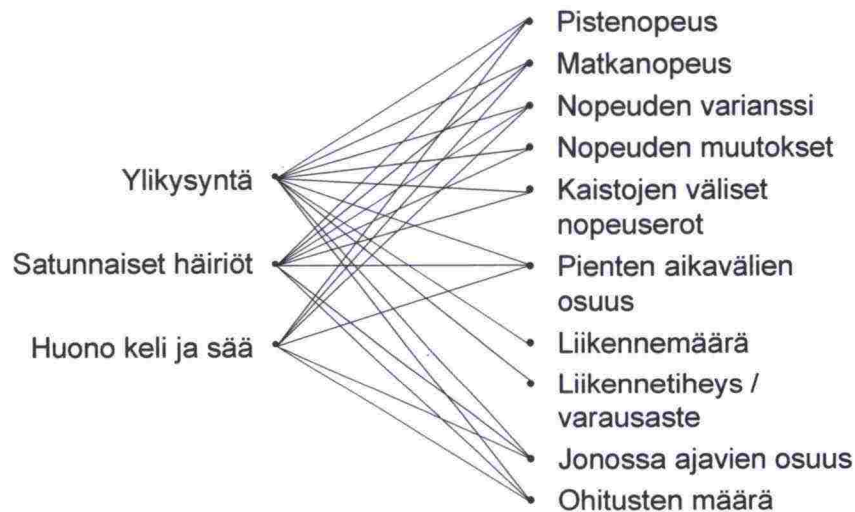 Ylikysyntä
Satunnaiset häiriöt
Huono keli ja sää
Pistenopeus
Matkanopeus
Nopeuden varianssi
Nopeuden muutokset
Kaistojen väliset
nopeuserot
Pienten aikavälien
osuus
Liikennemäärä
Liikennetiheys /
varausaste
Jonossa ajavien osuus
Ohitusten määrä